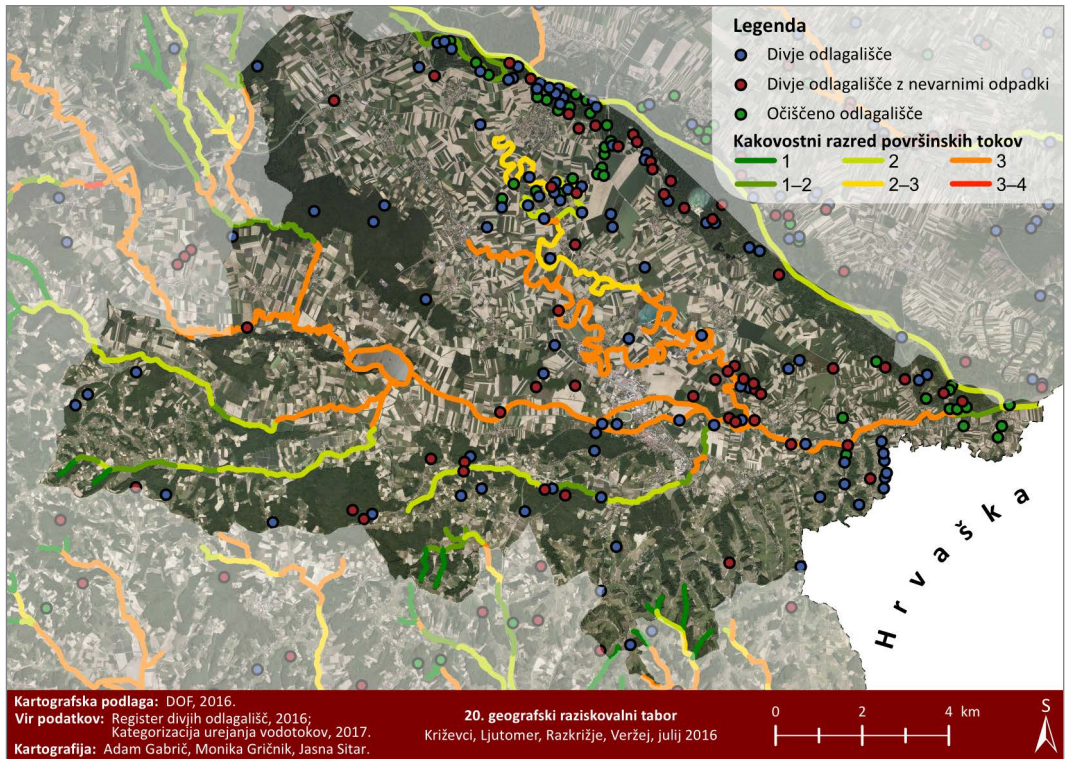 Legenda
Divje odlagališče
Divje odlagališče z nevarnimi odpadki
Očiščeno odlagališče
Kakovostni razred površinskih tokov
1 2 3
1–2 2–3 3–4
Hrvaška
Kartografska podlaga: DOF, 2016.
Vir podatkov: Register divjih odlagališč, 2016;
Kategorizacija urejanja vodotokov, 2017.
Kartografija: Adam Gabrič, Monika Gričnik, Jasna Sitar.
20. geografski raziskovalni tabor
Križevci, Ljutomer, Razkrižje, Veržej, julij 2016
0 2 4 km
S